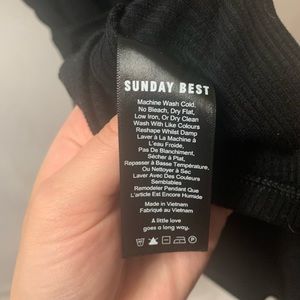 SUNDAY BEST
Machine Wash Cold,
No Bleach, Dry Flat,
Low Iron, Or Dry Clean
Wash With Like Colours
Reshape Whilst Damp
Laver À La Machine à
L'eau Froide,
Pas De Blanchiment,
Sécher à Plat,
Repasser à Basse Température,
Ou Nettoyer à Sec
Laver Avec Des Couleurs
Semblables
Remodeler Pendant Que
L'article Est Encore Humide
Made in Vietnam
Fabriqué au Vietnam
A little love
goes a long way.